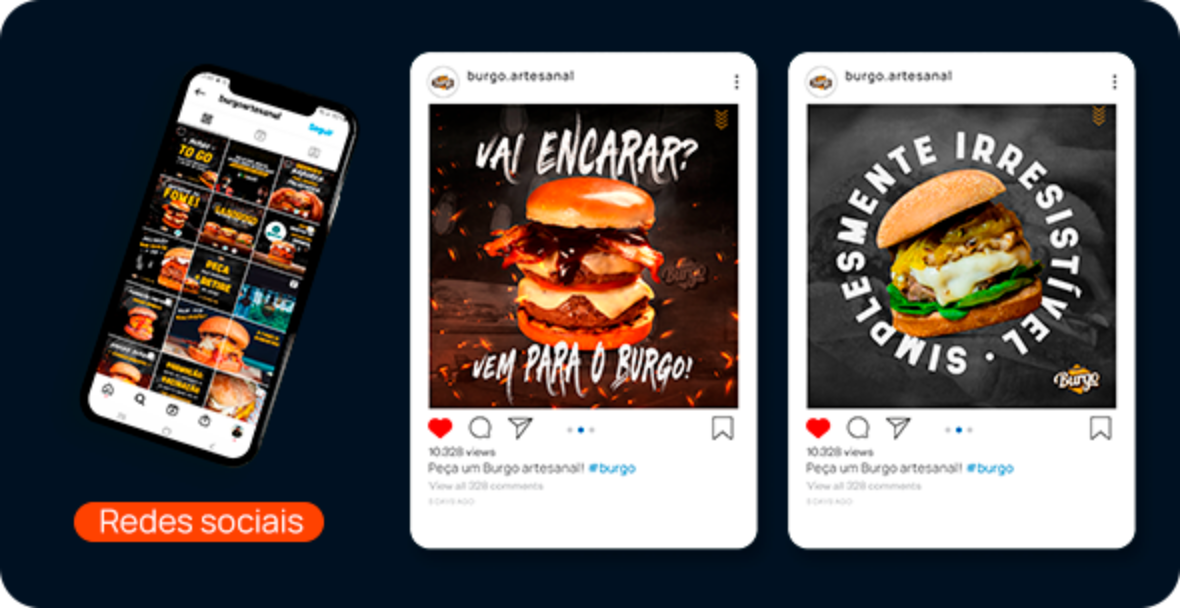 burgoartesanal
Seguir
TO GO
FOME!
PEÇA
RETIRE
PROMOÇÃO
Redes sociais
burgo.artesanal
VAI ENCARAR?
Burgo
VEM PARA O BURGO!
10.328 views
Peça um Burgo artesanal! #burgo
View all 328 comments
5 DAYS AGO
burgo.artesanal
SIMPLESMENTE IRRESISTÍVEL •
Burgo
10.328 views
Peça um Burgo artesanal! #burgo
View all 328 comments
5 DAYS AGO